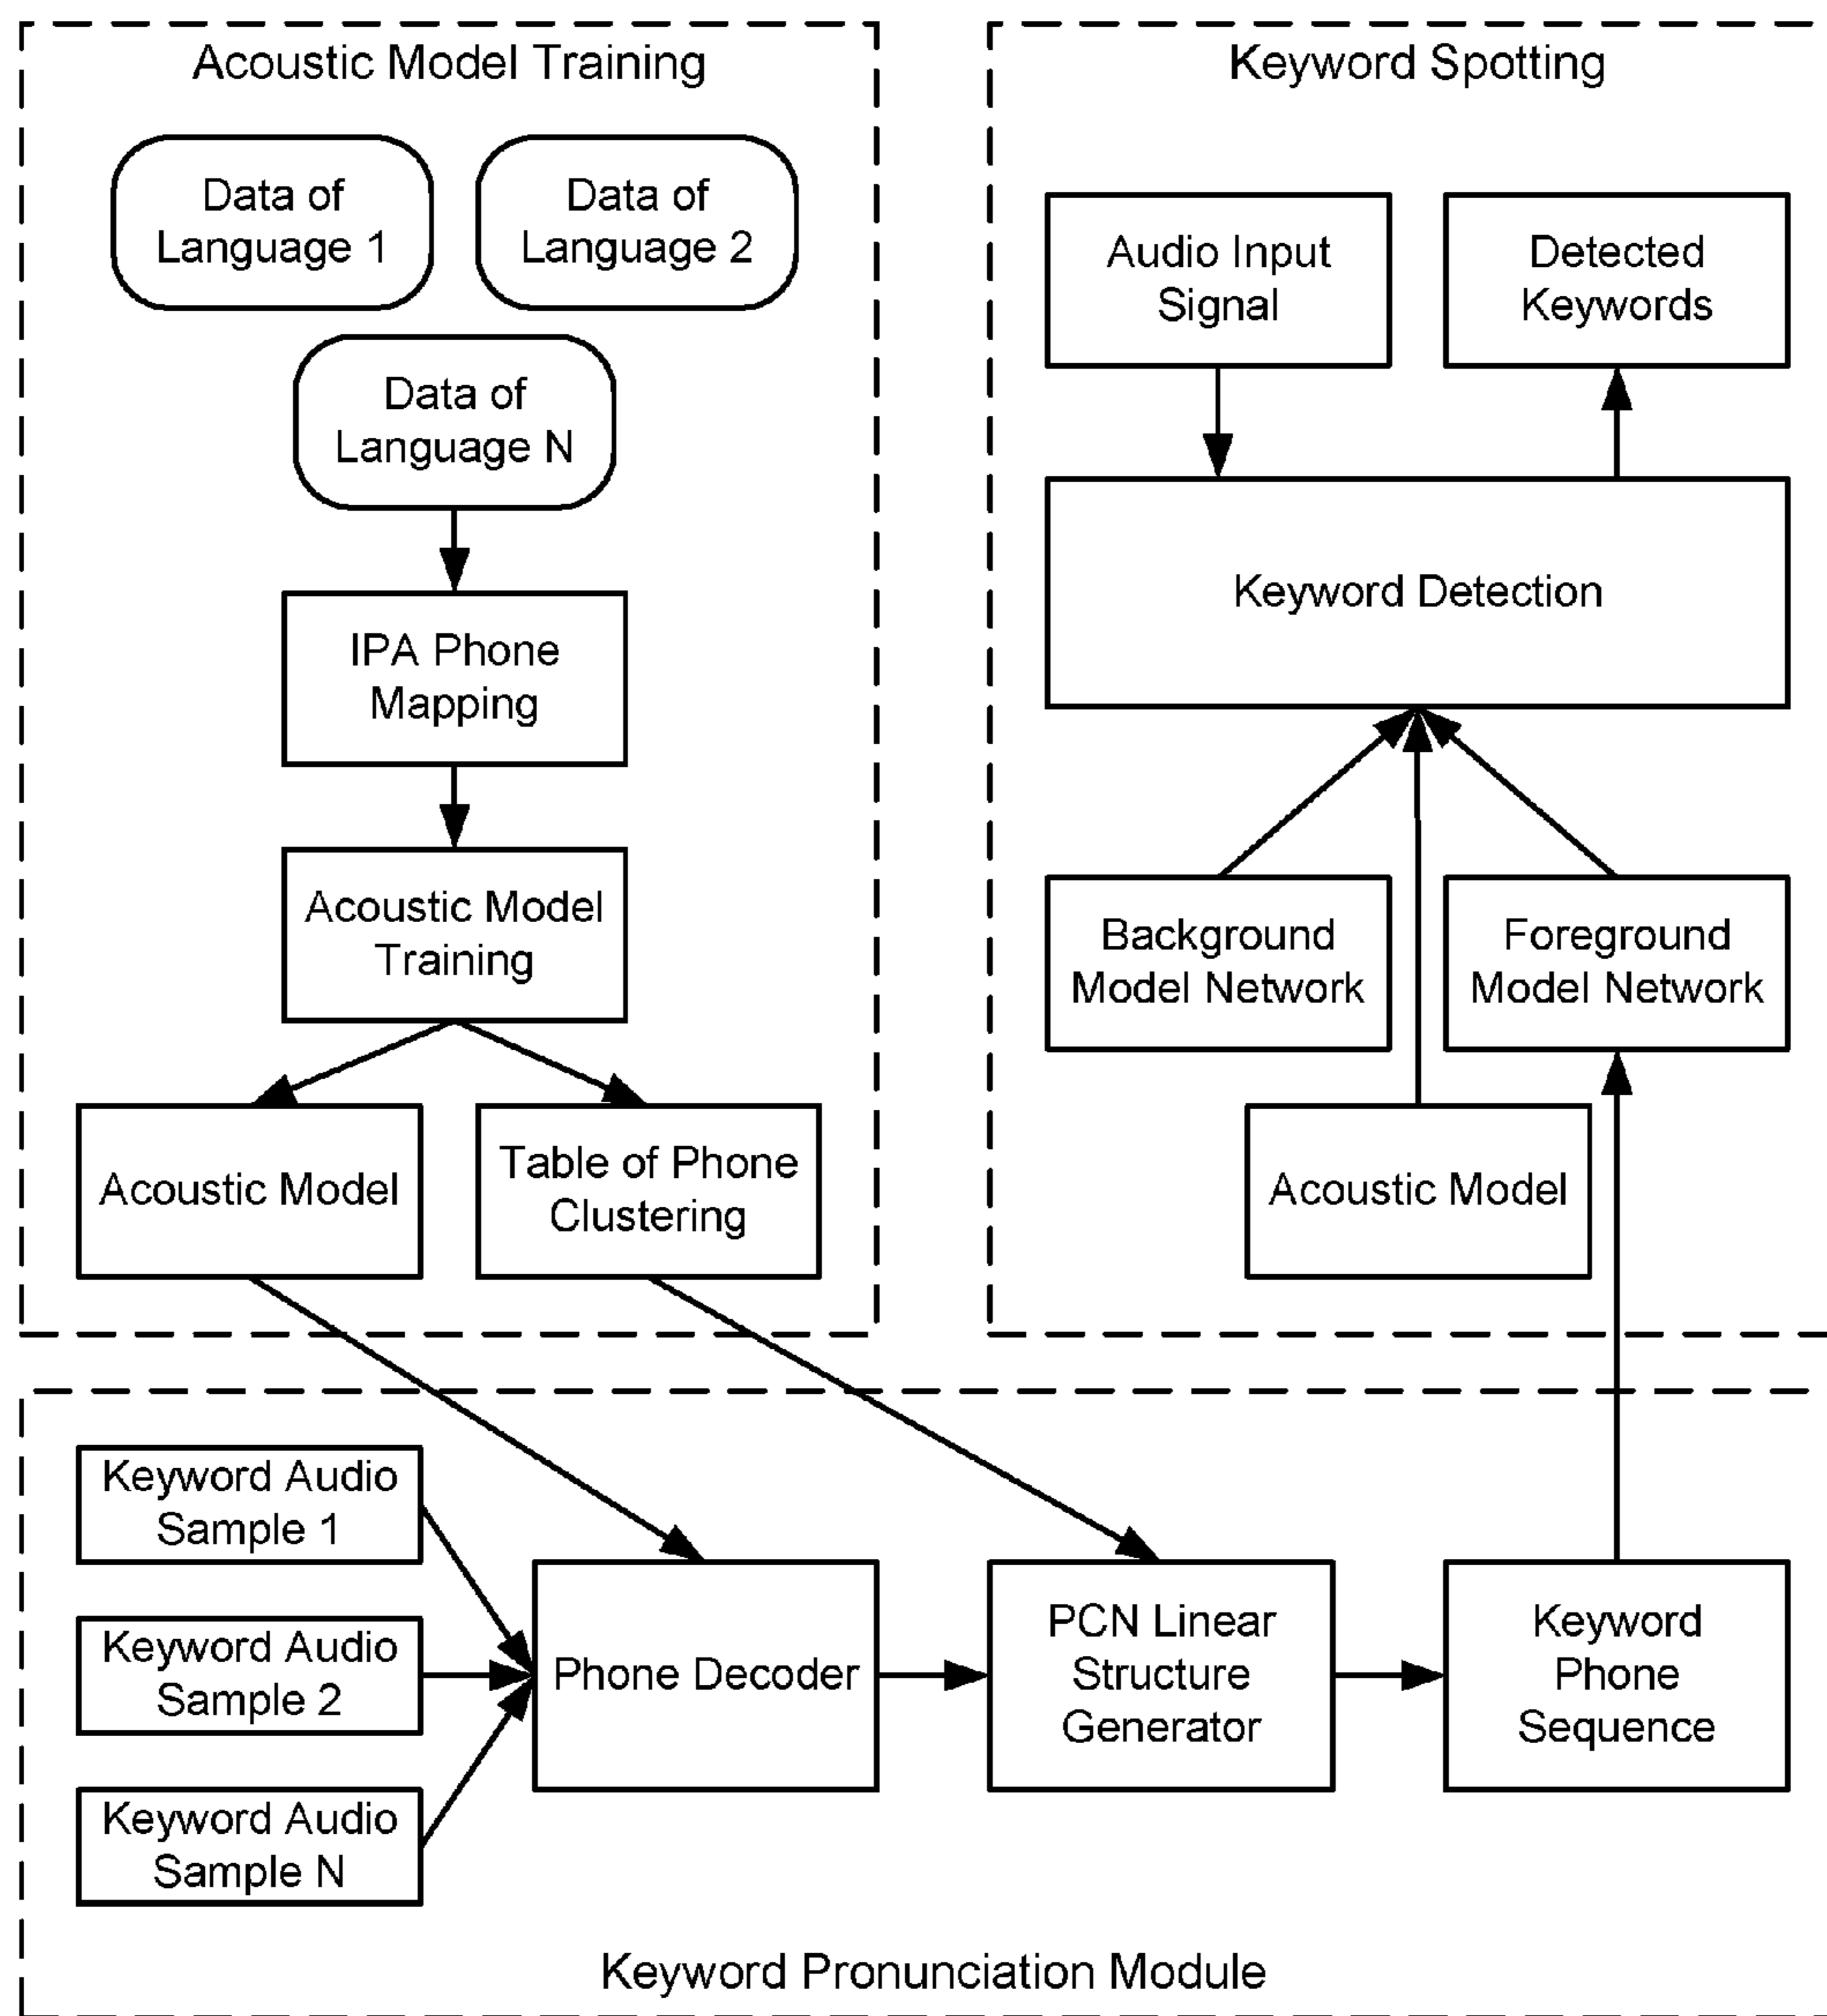 Acoustic Model Training
Data of
Language 1
Data of
Language 2
Data of
Language N
IPA Phone
Mapping
Acoustic Model
Training
Acoustic Model
Table of Phone
Clustering
Keyword Spotting
Audio Input
Signal
Detected
Keywords
Keyword Detection
Background
Model Network
Foreground
Model Network
Acoustic Model
Keyword Audio
Sample 1
Keyword Audio
Sample 2
Keyword Audio
Sample N
Phone Decoder
PCN Linear
Structure
Generator
Keyword
Phone
Sequence
Keyword Pronunciation Module